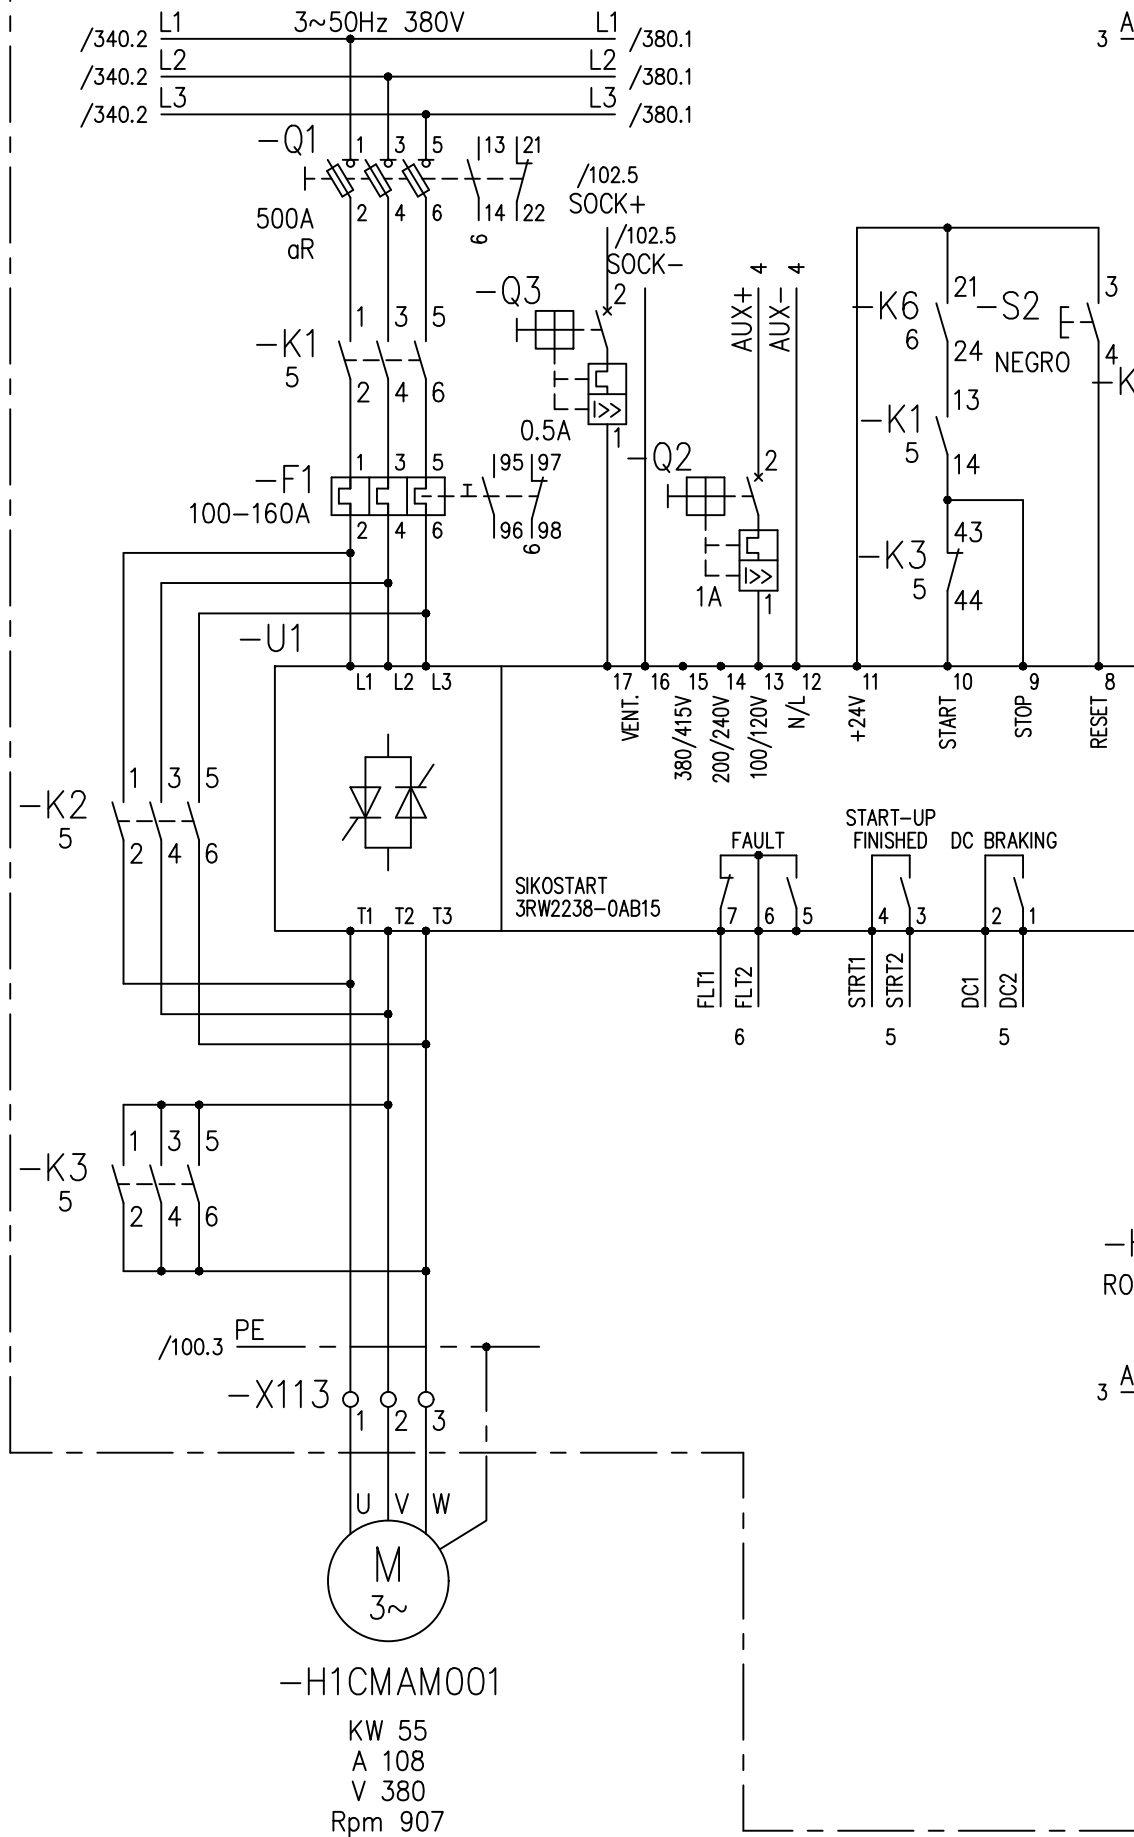 L1 3~50Hz 380V L1
/340.2 /380.1
L2 L2
/340.2 /380.1
L3 L3
/340.2 /380.1
3 A
-Q1 1 3 5 13 21
500A 2 4 6 14 22
aR 6
/102.5
SOCK+
/102.5
SOCK-
-Q3 2
0.5A 1
I>>
AUX+ 4
AUX- 4
-Q2 2
1A 1
I>>
-K6 21
6 24
-S2 3
NEGRO 4
-K
-K1 13
5 14
-K3 43
5 44
-K1 1 3 5
5 2 4 6
-F1 1 3 5 95 97
100-160A 2 4 6 96 98
6
-U1
L1 L2 L3
17 16 15 14 13 12 11 10 9 8
VENT.
380/415V
200/240V
100/120V
N/L
+24V
START
STOP
RESET
-K2 1 3 5
5 2 4 6
SIKOSTART
3RW2238-0AB15
T1 T2 T3
FAULT
START-UP
FINISHED
DC BRAKING
7 6 5 4 3 2 1
FLT1 FLT2 STRT1 STRT2 DC1 DC2
6 5 5
-K3 1 3 5
5 2 4 6
RO
/100.3 PE
-X113 1 2 3
3 A
U V W
M
3~
-H1CMAM001
KW 55
A 108
V 380
Rpm 907